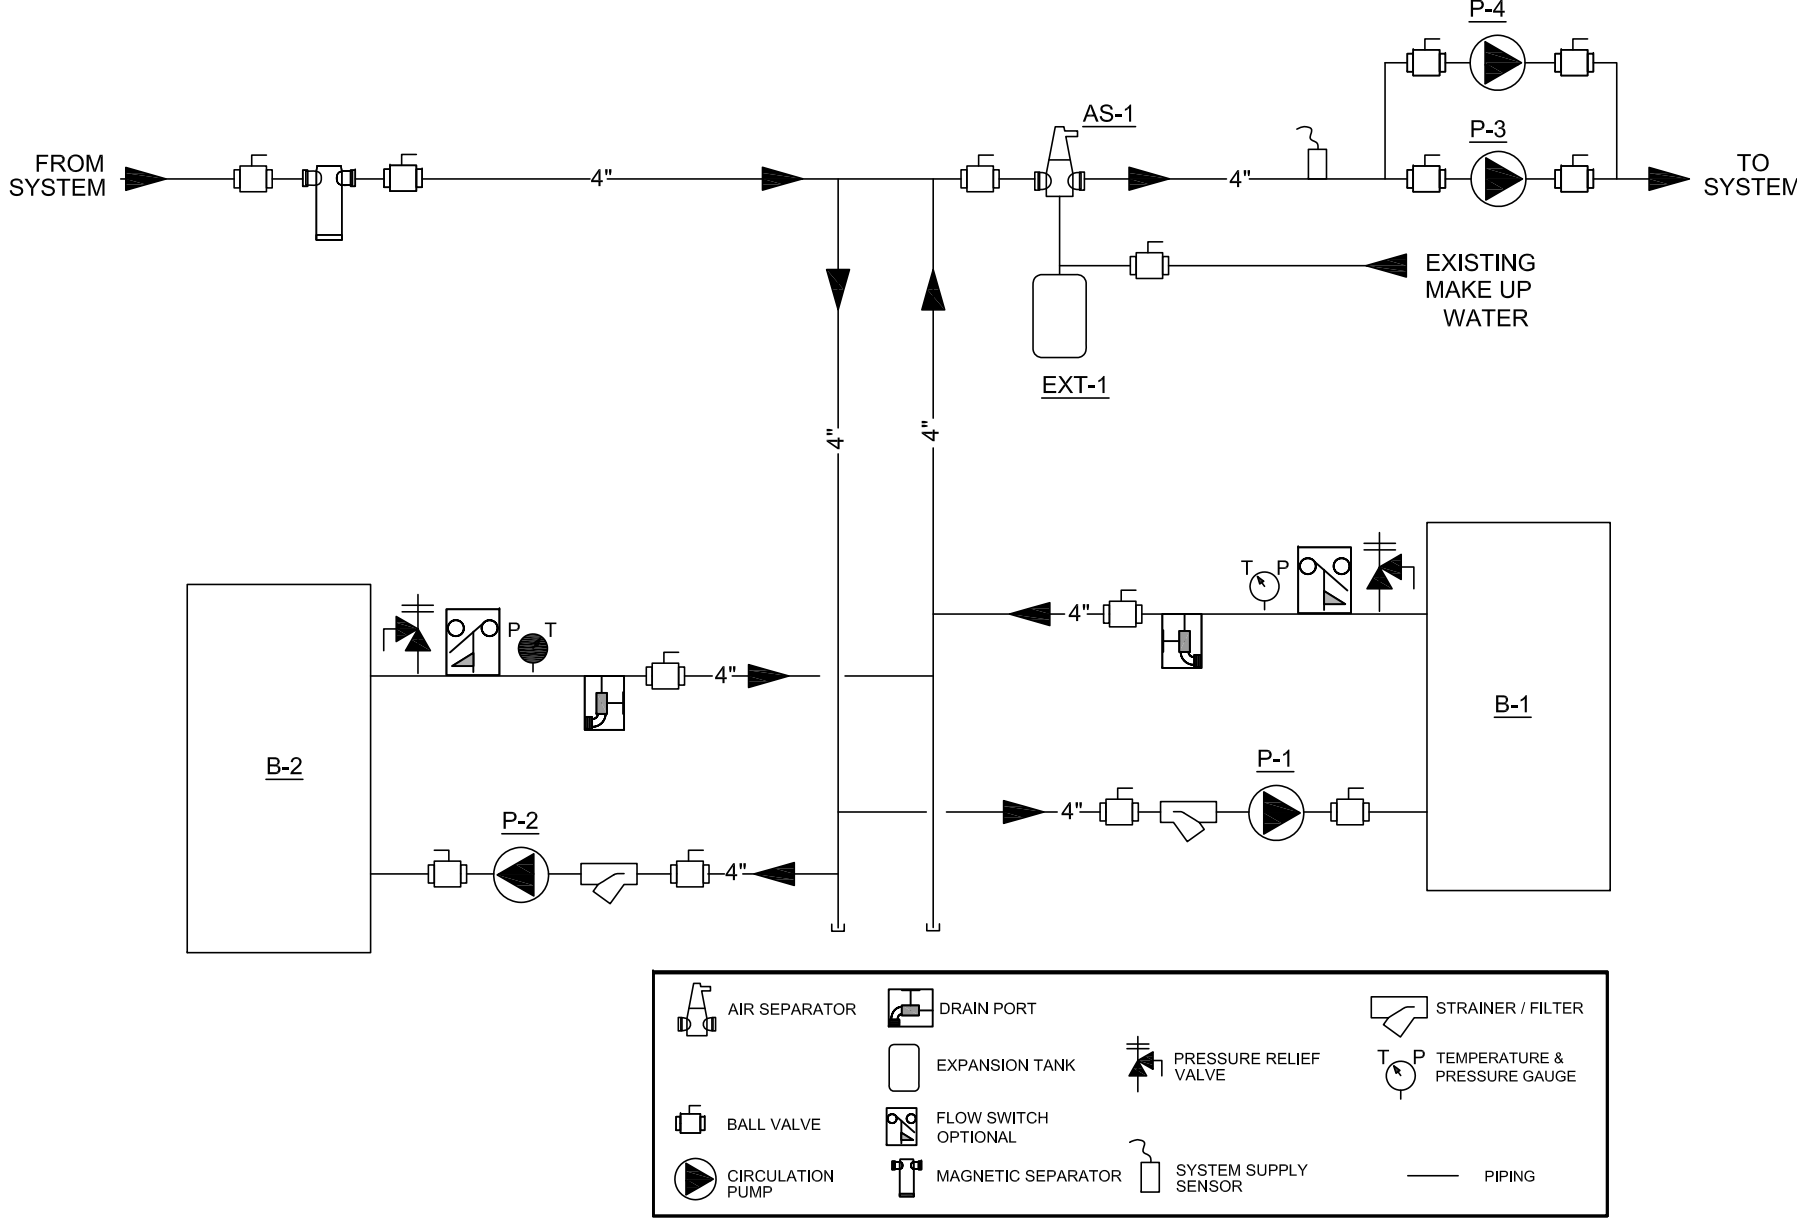 P-4
AS-1
P-3
FROM
SYSTEM
4"
4"
TO
SYSTEM
EXISTING
MAKE UP
WATER
EXT-1
4"
4"
T P
4"
P T
4"
B-1
B-2
P-1
4"
P-2
4"
AIR SEPARATOR
DRAIN PORT
STRAINER / FILTER
EXPANSION TANK
PRESSURE RELIEF
VALVE
T P
TEMPERATURE &
PRESSURE GAUGE
BALL VALVE
FLOW SWITCH
OPTIONAL
CIRCULATION
PUMP
MAGNETIC SEPARATOR
SYSTEM SUPPLY
SENSOR
PIPING